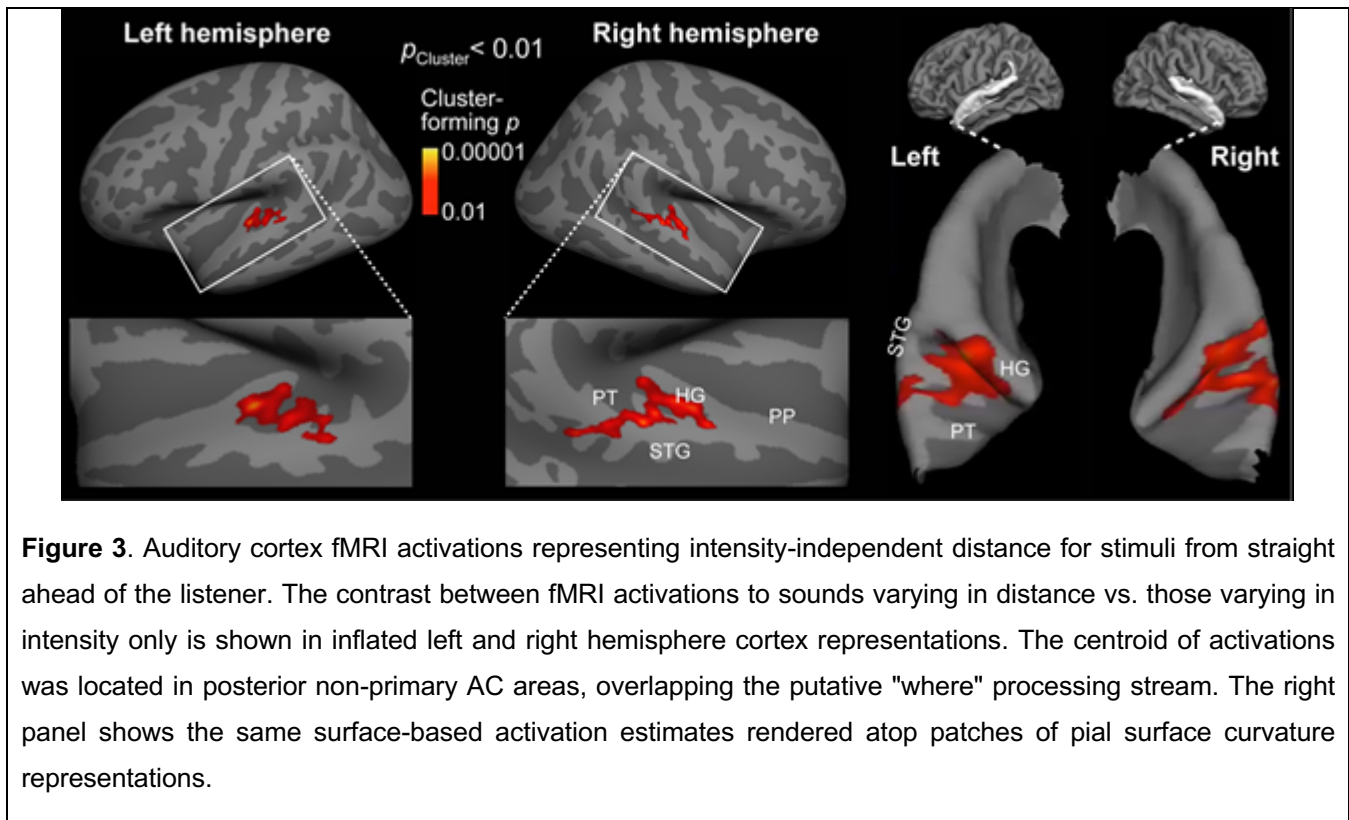 Left hemisphere
Right hemisphere
pCluster< 0.01
Cluster-
forming p
0.00001
0.01
Left
Right
STG
HG
PT
PT
HG
PP
STG
Figure 3. Auditory cortex fMRI activations representing intensity-independent distance for stimuli from straight
ahead of the listener. The contrast between fMRI activations to sounds varying in distance vs. those varying in
intensity only is shown in inflated left and right hemisphere cortex representations. The centroid of activations
was located in posterior non-primary AC areas, overlapping the putative "where" processing stream. The right
panel shows the same surface-based activation estimates rendered atop patches of pial surface curvature
representations.